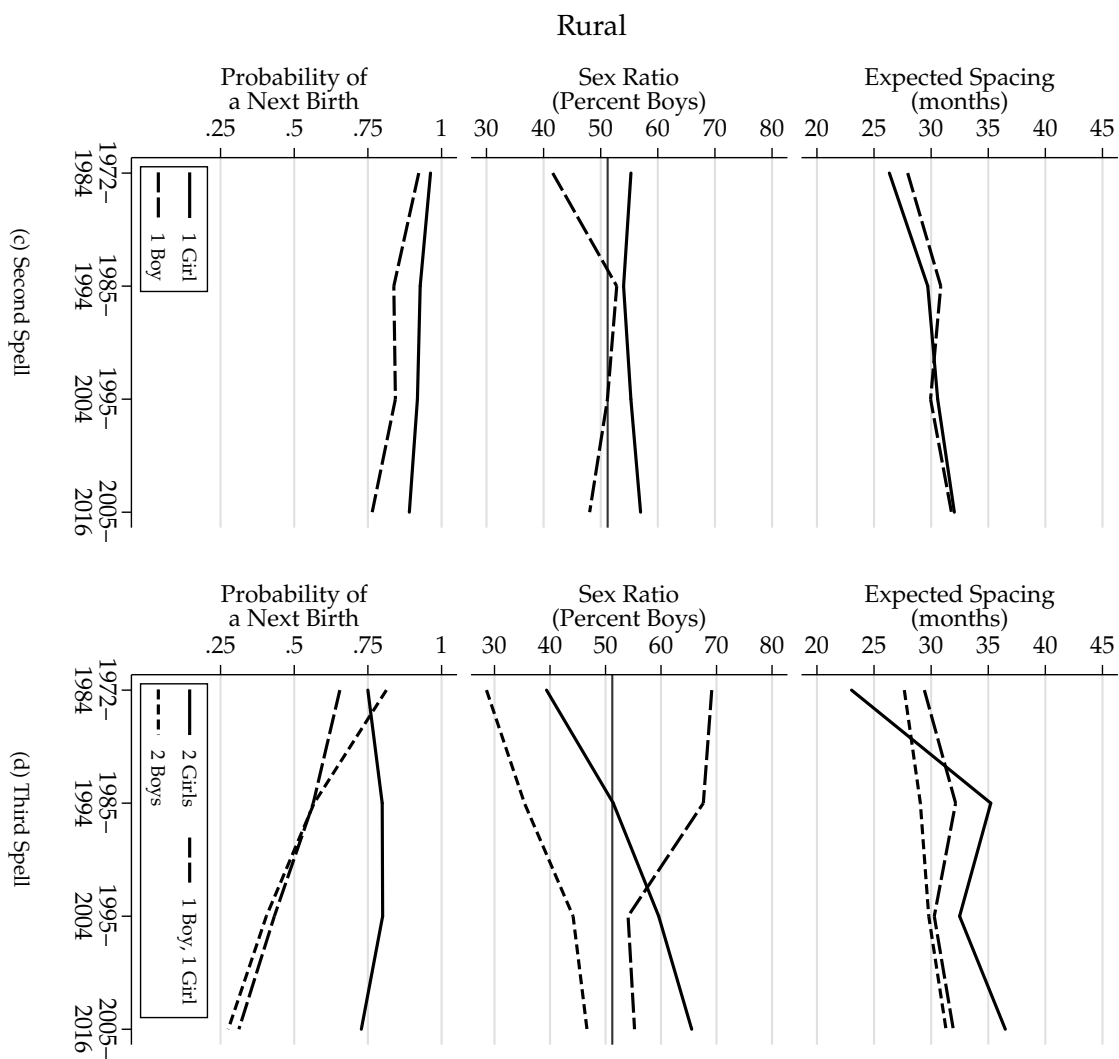 Rural
Probability of
a Next Birth
.25 .5 .75 1
Sex Ratio
(Percent Boys)
30 40 50 60 70 80
Expected Spacing
(months)
20 25 30 35 40 45
1972–
1984
1985–
1994
1995–
2004
2005–
2016
1 Girl
1 Boy
(c) Second Spell
Probability of
a Next Birth
.25 .5 .75 1
Sex Ratio
(Percent Boys)
30 40 50 60 70 80
Expected Spacing
(months)
20 25 30 35 40 45
1972–
1984
1985–
1994
1995–
2004
2005–
2016
2 Girls 1 Boy, 1 Girl
2 Boys
(d) Third Spell